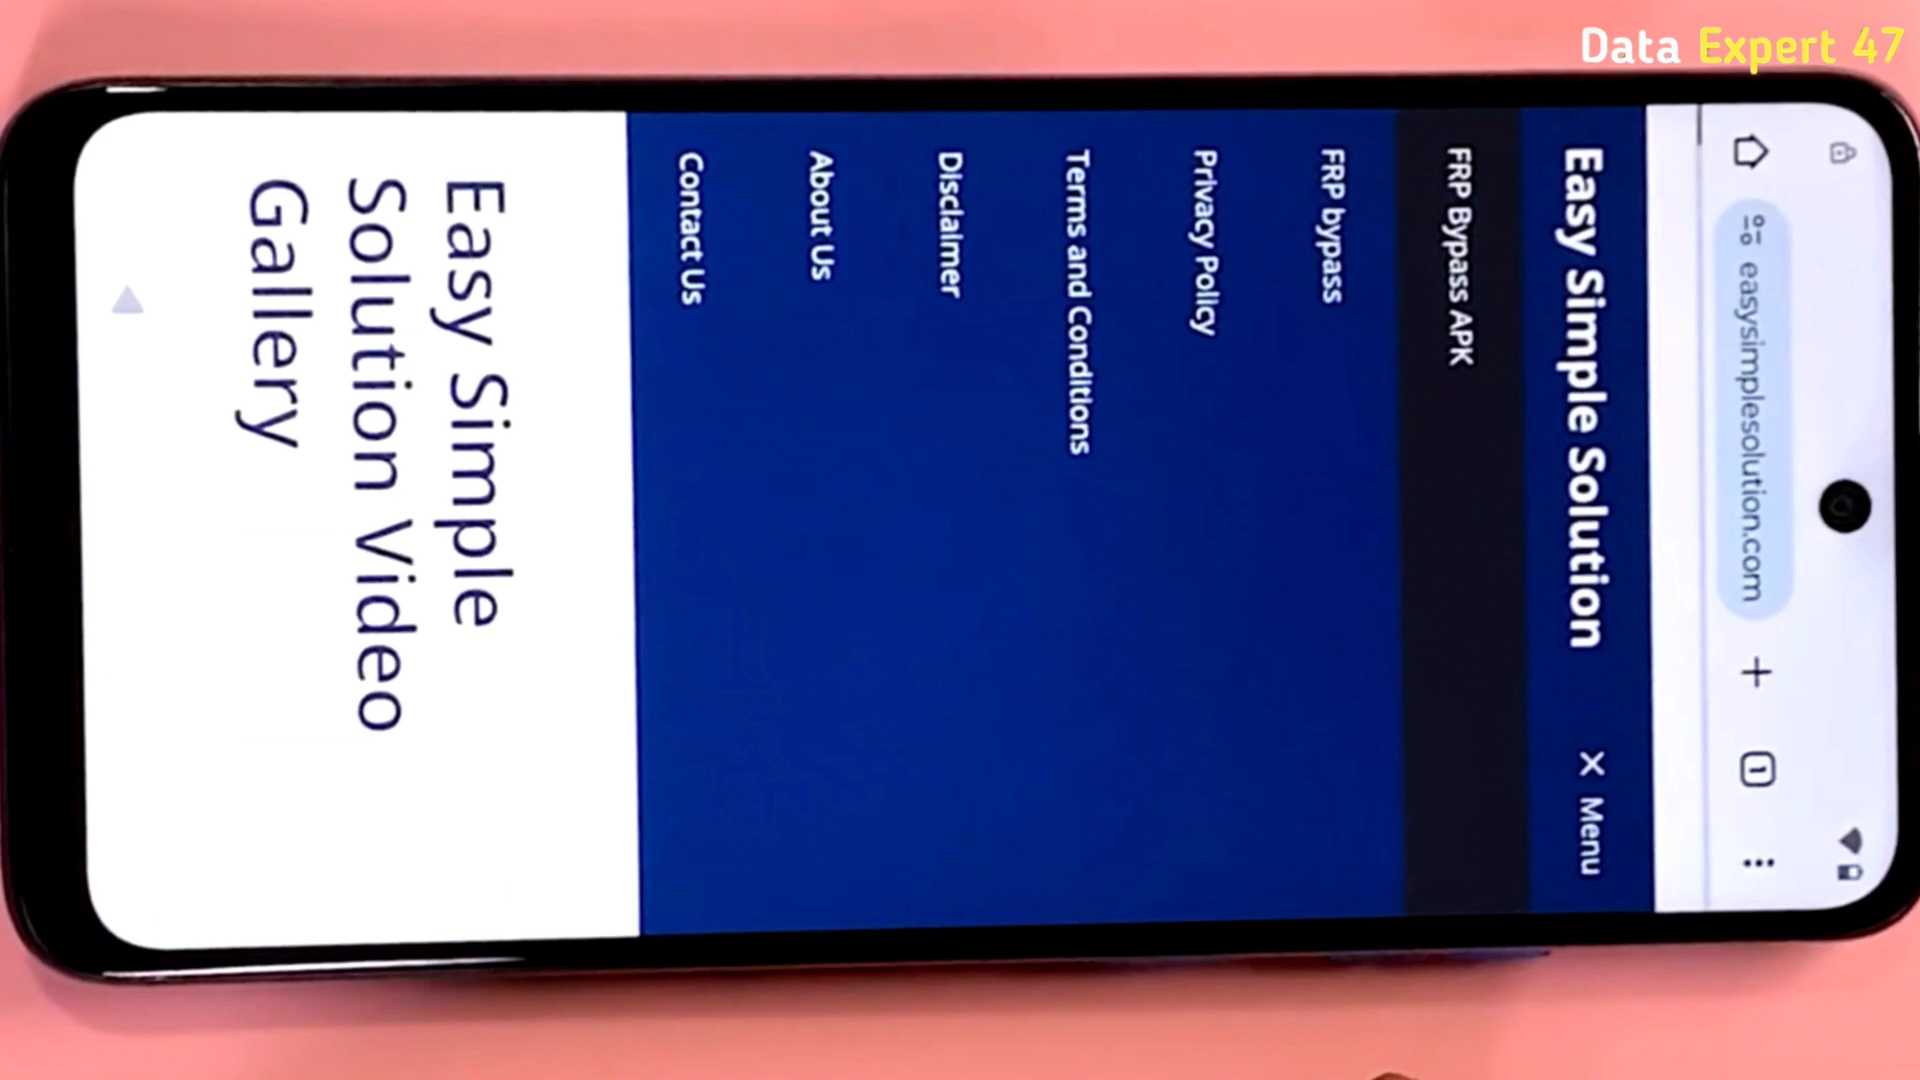 Data Expert 47
easysimplesolution.com
1
Easy Simple Solution
Menu
FRP Bypass APK
FRP bypass
Privacy Policy
Terms and Conditions
Disclaimer
About Us
Contact Us
Easy Simple
Solution Video
Gallery